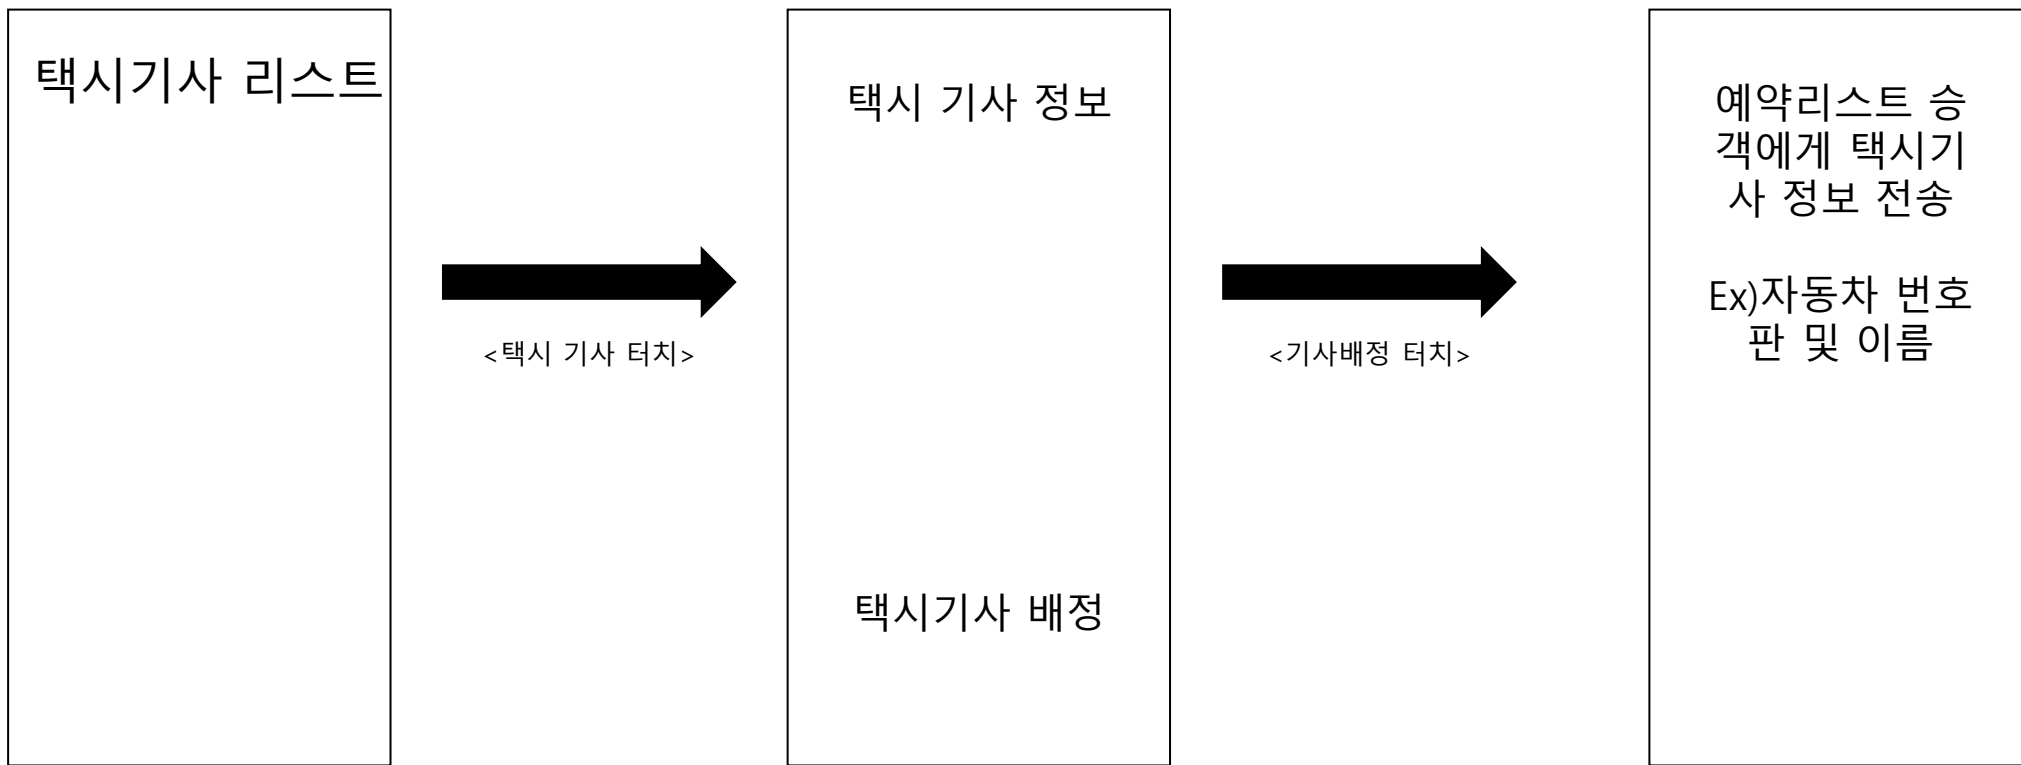 택시기사 리스트
<택시 기사 터치>
택시 기사 정보
택시기사 배정
<기사배정 터치>
예약리스트 승
객에게 택시기
사 정보 전송
Ex)자동차 번호
판 및 이름